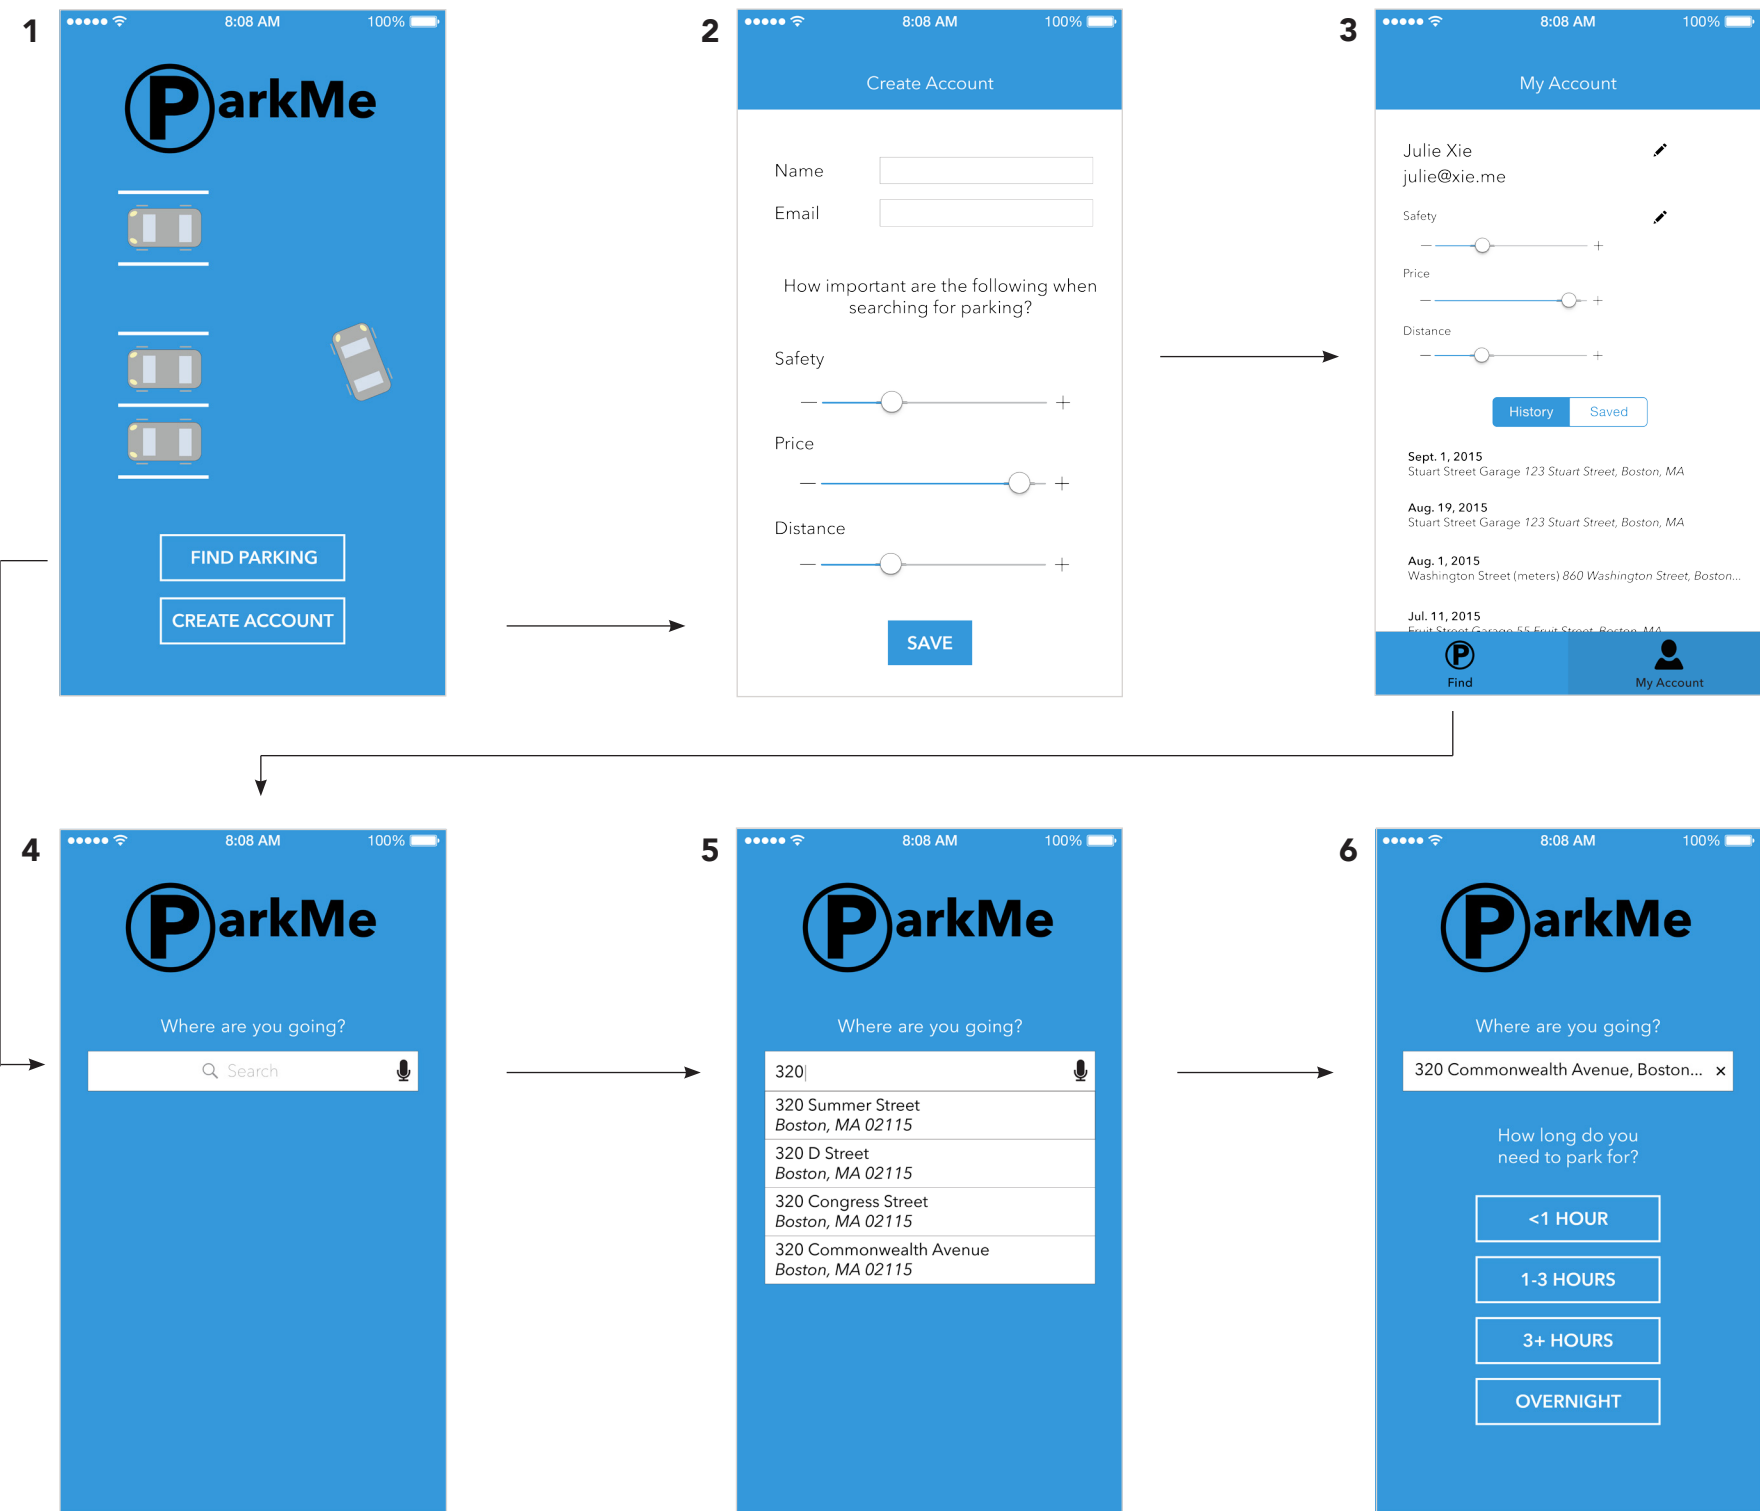 1
8:08 AM
100%
ParkMe
FIND PARKING
CREATE ACCOUNT
2
8:08 AM
100%
Create Account
Name
Email
How important are the following when
searching for parking?
Safety
− +
Price
− +
Distance
− +
SAVE
3
8:08 AM
100%
My Account
Julie Xie
julie@xie.me
Safety
− +
Price
− +
Distance
− +
History
Saved
Sept. 1, 2015
Stuart Street Garage 123 Stuart Street, Boston, MA
Aug. 19, 2015
Stuart Street Garage 123 Stuart Street, Boston, MA
Aug. 1, 2015
Washington Street (meters) 860 Washington Street, Boston...
Jul. 11, 2015
Fruit Street Garage 55 Fruit Street, Boston, MA
P
Find
My Account
4
8:08 AM
100%
ParkMe
Where are you going?
Search
5
8:08 AM
100%
ParkMe
Where are you going?
320
320 Summer Street
Boston, MA 02115
320 D Street
Boston, MA 02115
320 Congress Street
Boston, MA 02115
320 Commonwealth Avenue
Boston, MA 02115
6
8:08 AM
100%
ParkMe
Where are you going?
320 Commonwealth Avenue, Boston... ×
How long do you
need to park for?
<1 HOUR
1-3 HOURS
3+ HOURS
OVERNIGHT